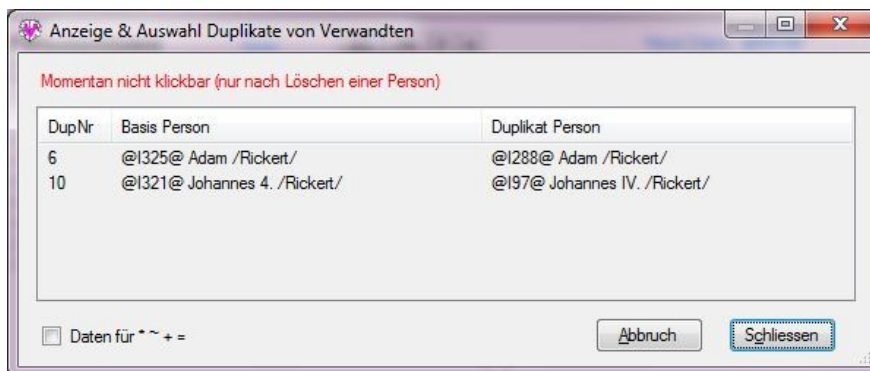 Anzeige & Auswahl Duplikate von Verwandten
Momentan nicht klickbar (nur nach Löschen einer Person)
DupNr Basis Person Duplikat Person
6 @I325@ Adam /Rickert/ @I288@ Adam /Rickert/
10 @I321@ Johannes 4. /Rickert/ @I97@ Johannes IV. /Rickert/
Daten für * ~ + = Abbruch Schliessen